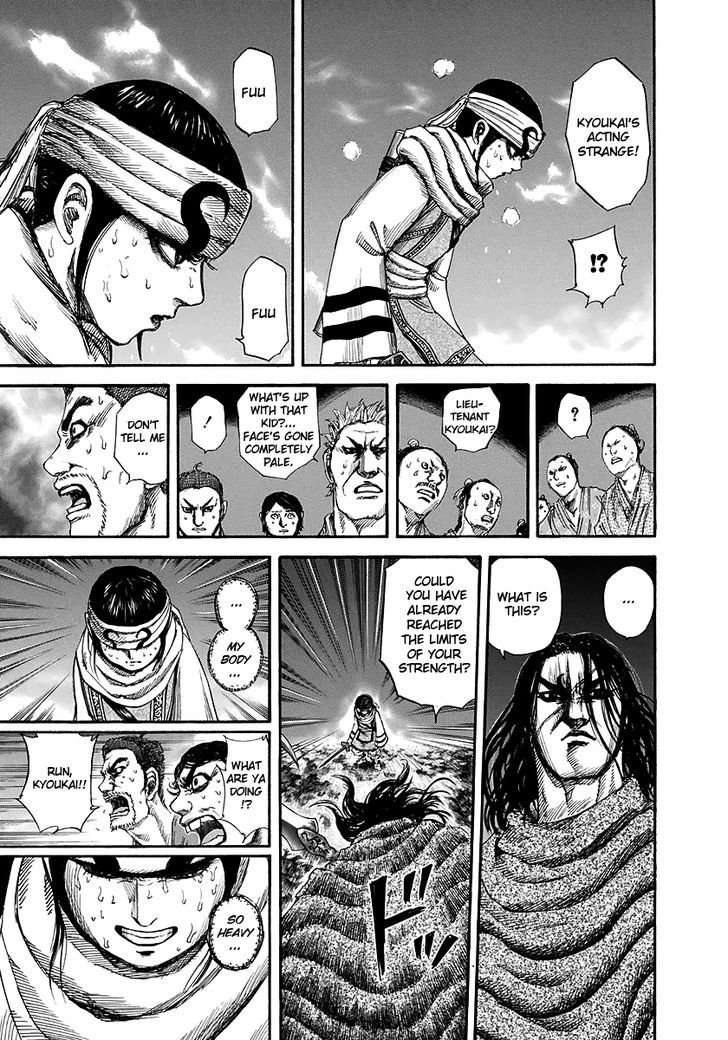 KYOUKAI'S
ACTING
STRANGE!
!?
FUU
FUU
?
LIEU-
TENANT
KYOUKAI?
WHAT'S UP
WITH THAT
KID?...
FACE'S GONE
COMPLETELY
PALE.
!
DON'T
TELL ME
...
...
WHAT IS
THIS?
COULD
YOU HAVE
ALREADY
REACHED
THE LIMITS
OF YOUR
STRENGTH?
ドドッ
...
MY
BODY
...
WHAT
ARE YA
DOING
!?
RUN,
KYOUKAI!!
SO
HEAVY
...